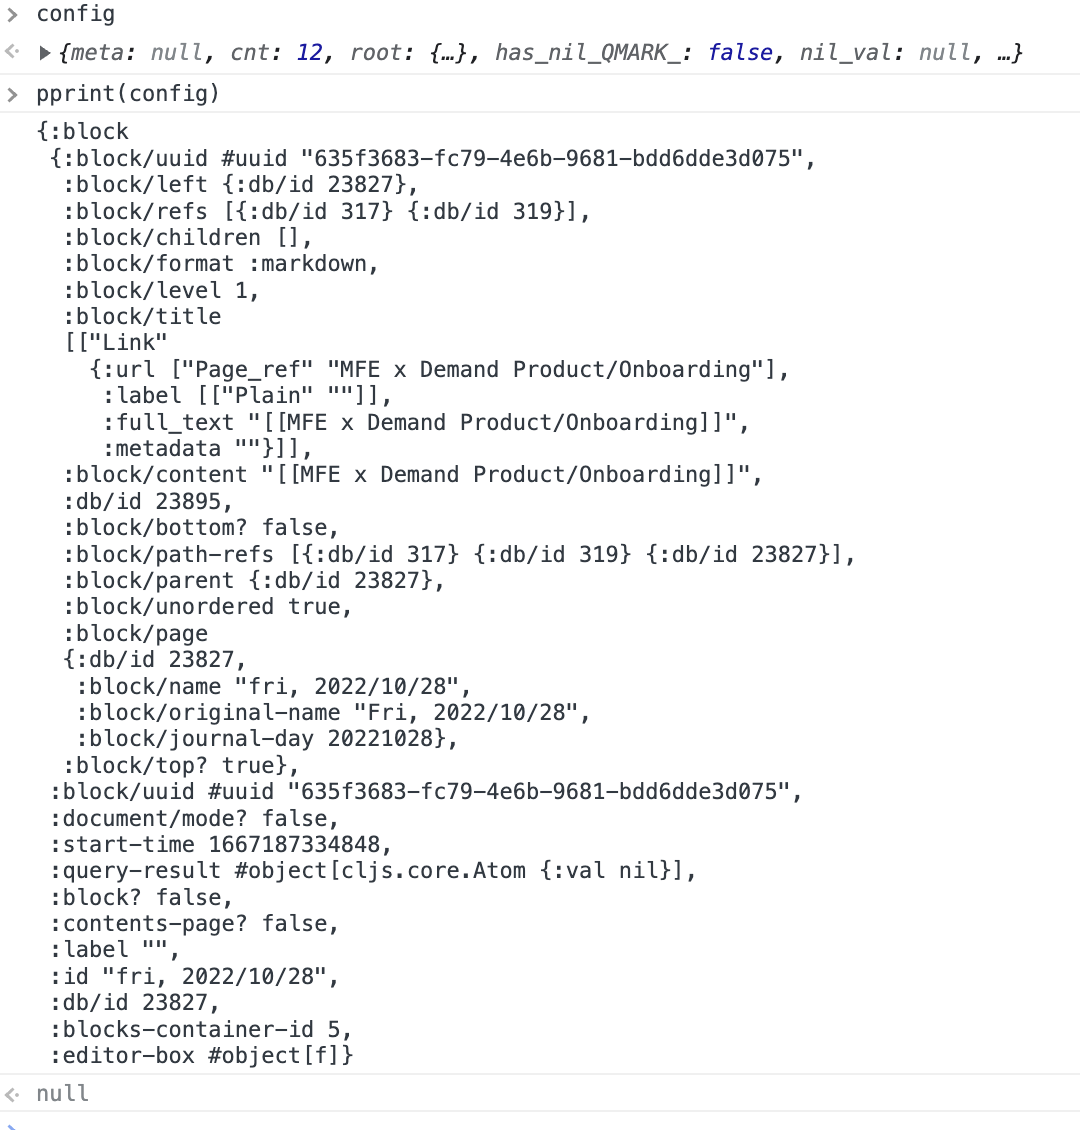 config
{meta: null, cnt: 12, root: {…}, has_nil_QMARK_: false, nil_val: null, …}
pprint(config)
{:block
 {:block/uuid #uuid "635f3683-fc79-4e6b-9681-bdd6dde3d075",
  :block/left {:db/id 23827},
  :block/refs [{:db/id 317} {:db/id 319}],
  :block/children [],
  :block/format :markdown,
  :block/level 1,
  :block/title
  [["Link"
    {:url ["Page_ref" "MFE x Demand Product/Onboarding"],
     :label [["Plain" ""]],
     :full_text "[[MFE x Demand Product/Onboarding]]",
     :metadata ""}]],
  :block/content "[[MFE x Demand Product/Onboarding]]",
  :db/id 23895,
  :block/bottom? false,
  :block/path-refs [{:db/id 317} {:db/id 319} {:db/id 23827}],
  :block/parent {:db/id 23827},
  :block/unordered true,
  :block/page
  {:db/id 23827,
   :block/name "fri, 2022/10/28",
   :block/original-name "Fri, 2022/10/28",
   :block/journal-day 20221028},
  :block/top? true},
 :block/uuid #uuid "635f3683-fc79-4e6b-9681-bdd6dde3d075",
 :document/mode? false,
 :start-time 1667187334848,
 :query-result #object[cljs.core.Atom {:val nil}],
 :block? false,
 :contents-page? false,
 :label "",
 :id "fri, 2022/10/28",
 :db/id 23827,
 :blocks-container-id 5,
 :editor-box #object[f]}
null